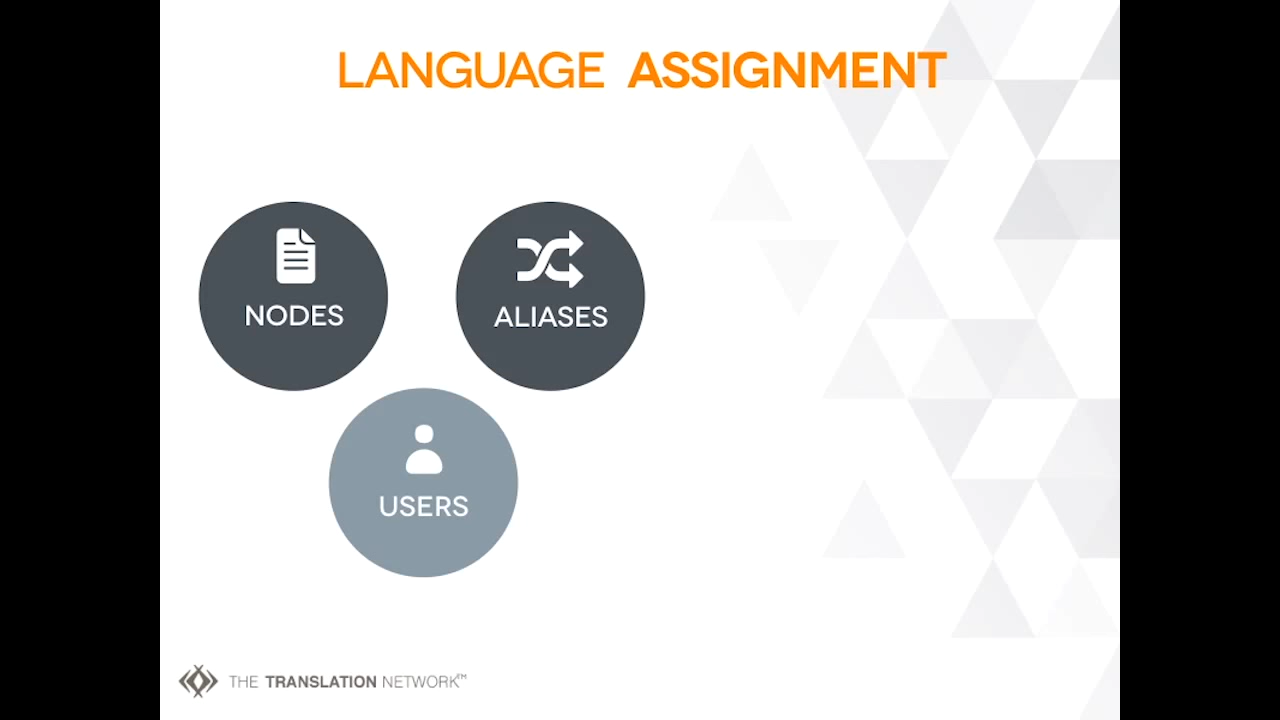 LANGUAGE ASSIGNMENT
NODES
ALIASES
USERS
THE TRANSLATION NETWORK™